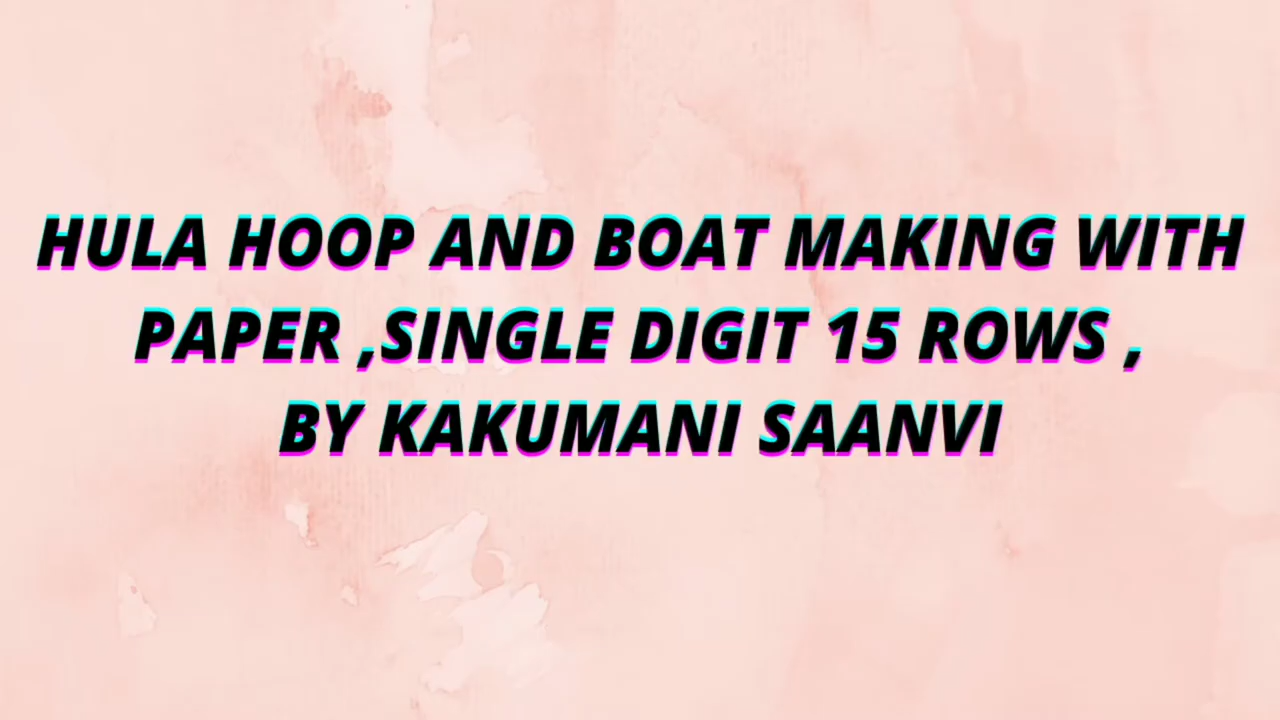 HULA HOOP AND BOAT MAKING WITH
PAPER ,SINGLE DIGIT 15 ROWS ,
BY KAKUMANI SAANVI